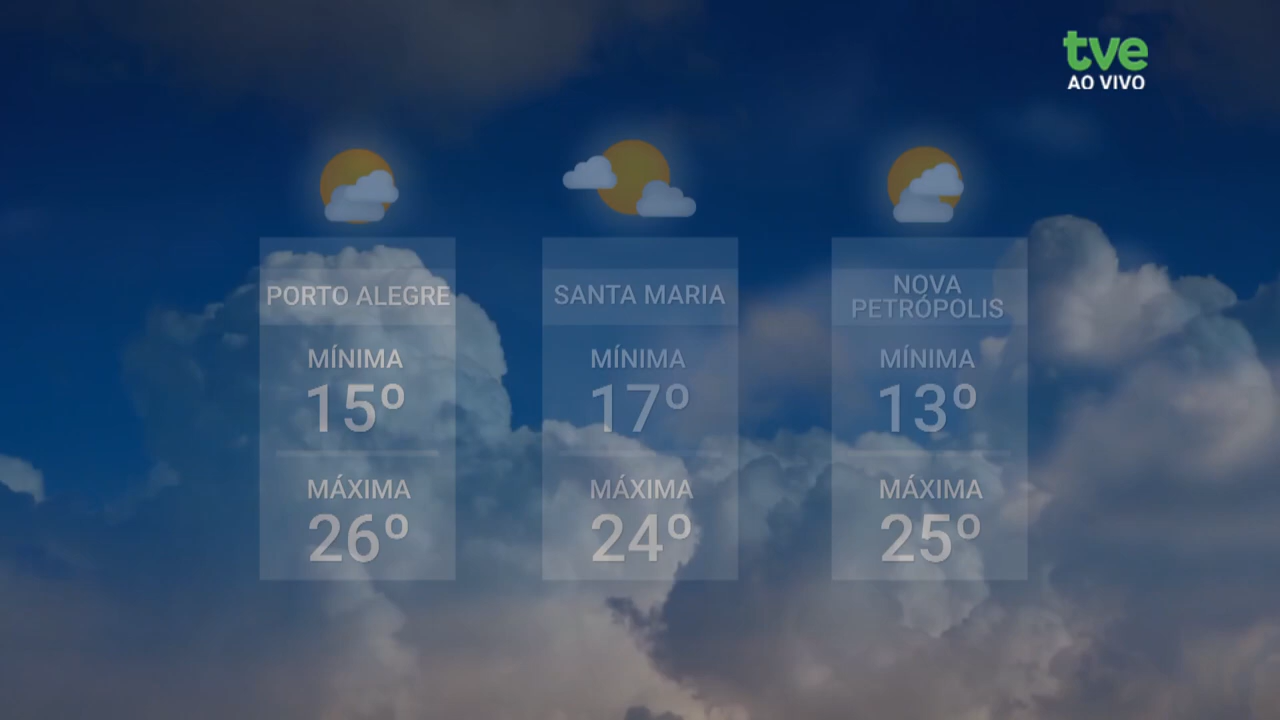 tve
AO VIVO
PORTO ALEGRE
MÍNIMA
15º
MÁXIMA
26º
SANTA MARIA
MÍNIMA
17º
MÁXIMA
24º
NOVA
PETRÓPOLIS
MÍNIMA
13º
MÁXIMA
25º